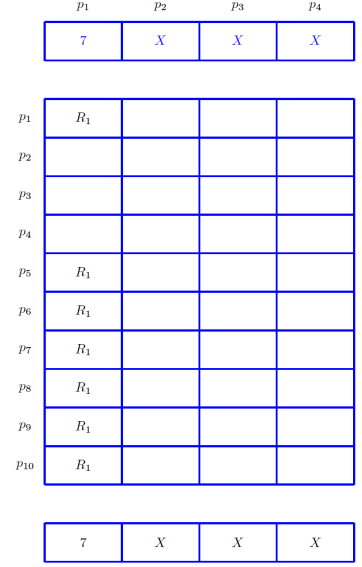 p₁ p₂ p₃ p₄
7 X X X
p₁ R₁
p₂
p₃
p₄
p₅ R₁
p₆ R₁
p₇ R₁
p₈ R₁
p₉ R₁
p₁₀ R₁
7 X X X